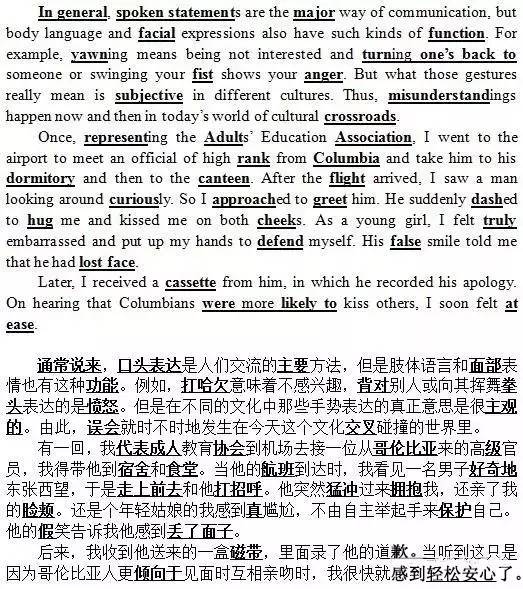 In general, spoken statements are the major way of communication, but
body language and facial expressions also have such kinds of function. For
example, yawning means being not interested and turning one's back to
someone or swinging your fist shows your anger. But what those gestures
really mean is subjective in different cultures. Thus, misunderstandings
happen now and then in today's world of cultural crossroads.
Once, representing the Adults' Education Association, I went to the
airport to meet an official of high rank from Columbia and take him to his
dormitory and then to the canteen. After the flight arrived, I saw a man
looking around curiously. So I approached to greet him. He suddenly dashed
to hug me and kissed me on both cheeks. As a young girl, I felt truly
embarrassed and put up my hands to defend myself. His false smile told me
that he had lost face.
Later, I received a cassette from him, in which he recorded his apology.
On hearing that Columbians were more likely to kiss others, I soon felt at
ease.
通常说来，口头表达是人们交流的主要方法，但是肢体语言和面部表
情也有这种功能。例如，打哈欠意味着不感兴趣，背对别人或向其挥舞拳
头表达的是愤怒。但是在不同的文化中那些手势表达的真正意思是很主观
的。由此，误会就时不时地发生在今天这个文化交叉碰撞的世界里。
有一回，我代表成人教育协会到机场去接一位从哥伦比亚来的高级官
员，我得带他到宿舍和食堂。当他的航班到达时，我看见一名男子好奇地
东张西望，于是走上前去和他打招呼。他突然猛冲过来拥抱我，还亲了我
的脸颊。还是个年轻姑娘的我感到真尴尬，不由自主举起手来保护自己。
他的假笑告诉我他感到丢了面子。
后来，我收到他送来的一盒磁带，里面录了他的道歉。当听到这只是
因为哥伦比亚人更倾向于见面时互相亲吻时，我很快就感到轻松安心了。